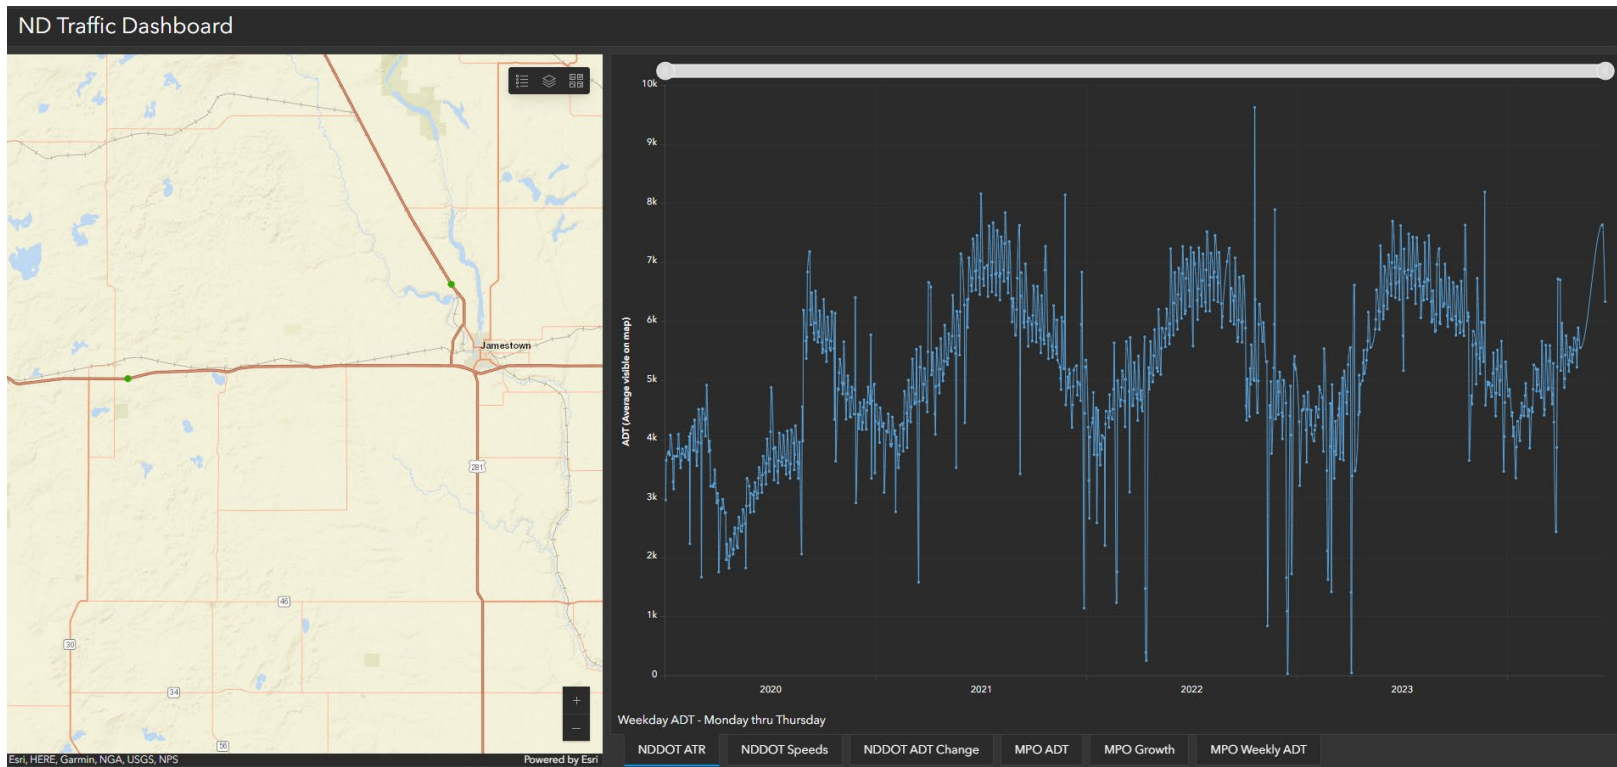 ND Traffic Dashboard
Jamestown
281
46
30
34
56
+
−
Esri, HERE, Garmin, NGA, USGS, NPS
Powered by Esri
ADT (Average visible on map)
10k
9k
8k
7k
6k
5k
4k
3k
2k
1k
0
2020
2021
2022
2023
Weekday ADT - Monday thru Thursday
NDDOT ATR
NDDOT Speeds
NDDOT ADT Change
MPO ADT
MPO Growth
MPO Weekly ADT